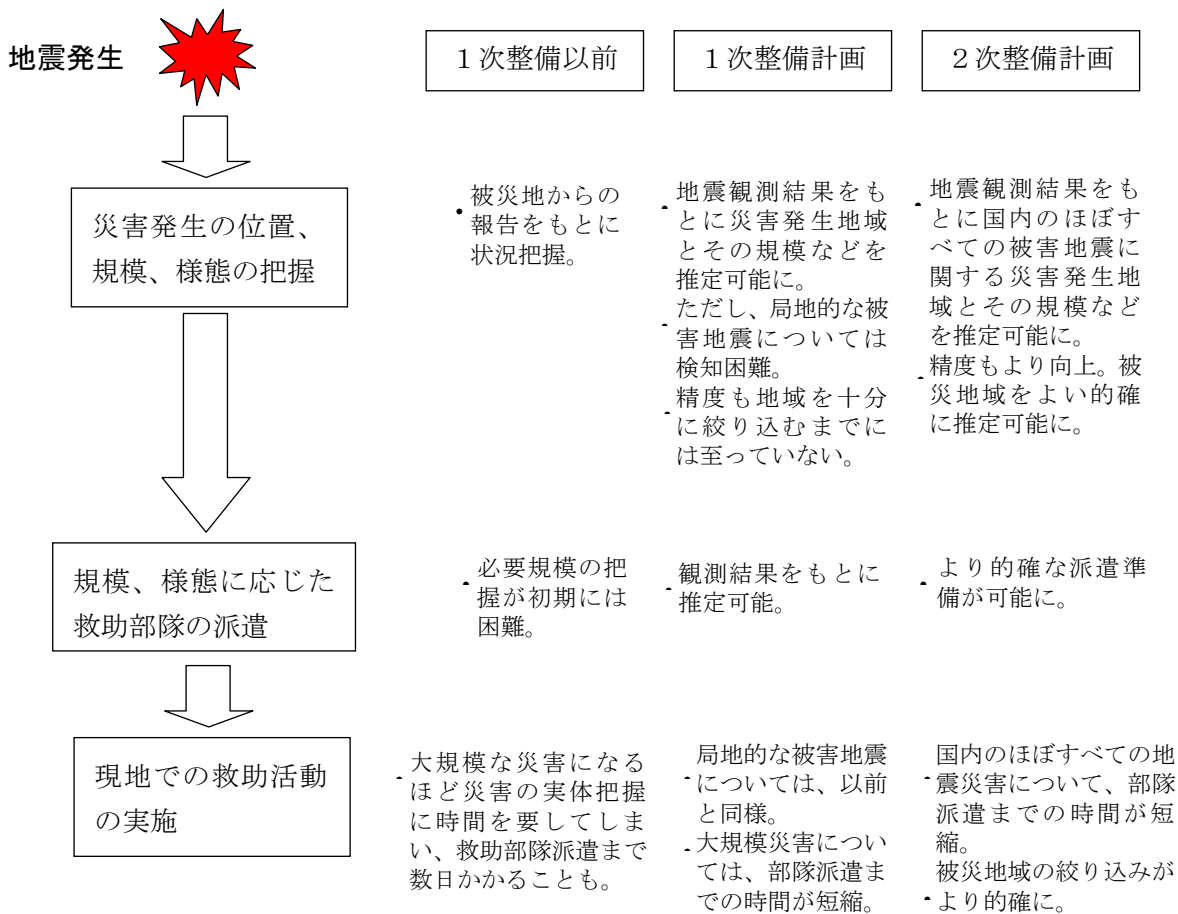 地震発生
1次整備以前
1次整備計画
2次整備計画
災害発生の位置、
規模、様態の把握
・被災地からの
報告をもとに
状況把握。
・地震観測結果をも
とに災害発生地域
とその規模などを
推定可能に。
・ただし、局地的な被
害地震については
検知困難。
・精度も地域を十分
に絞り込むまでに
は至っていない。
・地震観測結果をも
とに国内のほぼす
べての被害地震に
関する災害発生地
域とその規模など
を推定可能に。
・精度もより向上。被
災地域をよい的確
に推定可能に。
規模、様態に応じた
救助部隊の派遣
・必要規模の把
握が初期には
困難。
・観測結果をもとに
推定可能。
・より的確な派遣準
備が可能に。
現地での救助活動
の実施
・大規模な災害になる
ほど災害の実体把握
に時間を要してしま
い、救助部隊派遣まで
数日かかることも。
・局地的な被害地震
については、以前
と同様。
・大規模災害につい
ては、部隊派遣ま
での時間が短縮。
・国内のほぼすべての地
震災害について、部隊
派遣までの時間が短
縮。
・被災地域の絞り込みが
より的確に。